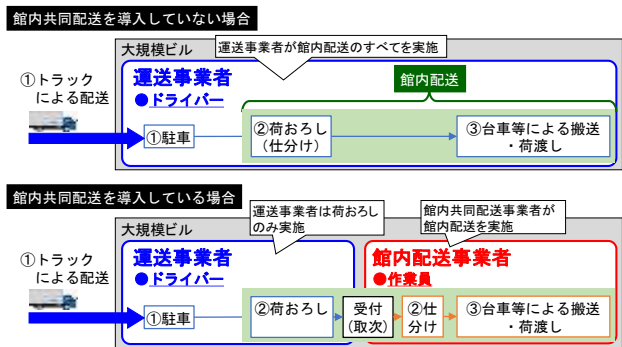 館内共同配送を導入していない場合
大規模ビル
運送事業者が館内配送のすべてを実施
①トラック
による配送
運送事業者
●ドライバー
館内配送
①駐車
②荷おろし
（仕分け）
③台車等による搬送
・荷渡し
館内共同配送を導入している場合
大規模ビル
運送事業者は荷おろし
のみ実施
館内共同配送事業者が
館内配送を実施
①トラック
による配送
運送事業者
●ドライバー
館内配送事業者
●作業員
①駐車
②荷おろし
受付
（取次）
②仕
分け
③台車等による搬送
・荷渡し